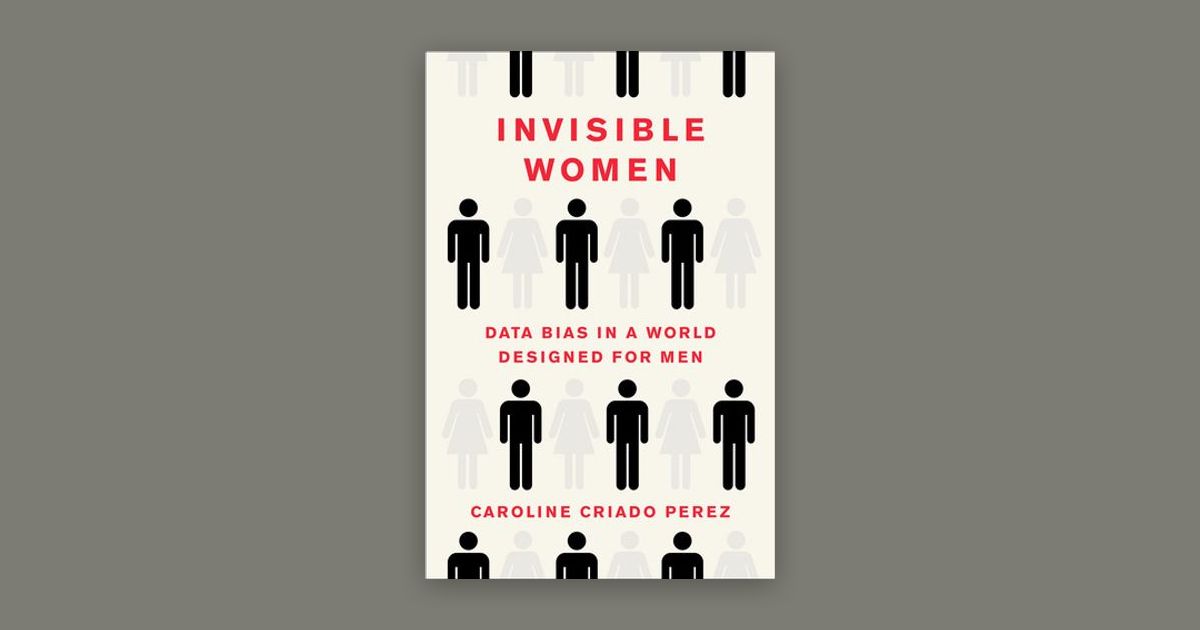 INVISIBLE
WOMEN
DATA BIAS IN A WORLD
DESIGNED FOR MEN
CAROLINE CRIADO PEREZ